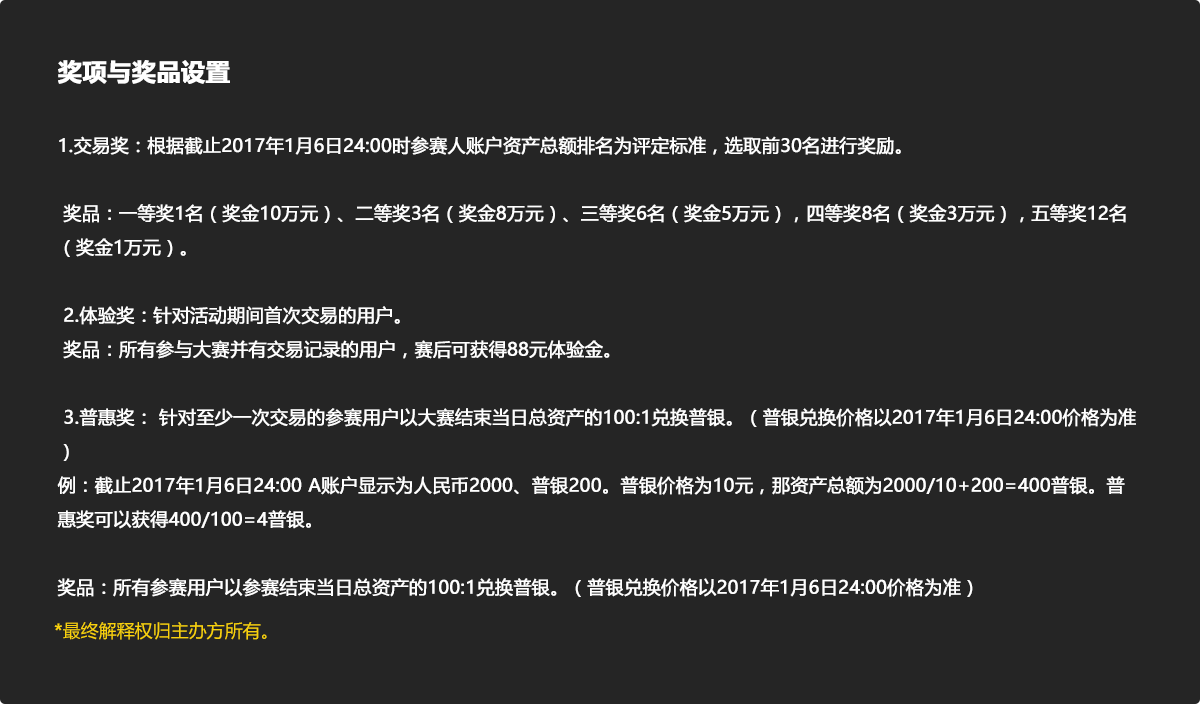 奖项与奖品设置
1.交易奖：根据截止2017年1月6日24:00时参赛人账户资产总额排名为评定标准，选取前30名进行奖励。
奖品：一等奖1名（奖金10万元）、二等奖3名（奖金8万元）、三等奖6名（奖金5万元），四等奖8名（奖金3万元），五等奖12名
（奖金1万元）。
2.体验奖：针对活动期间首次交易的用户。
奖品：所有参与大赛并有交易记录的用户，赛后可获得88元体验金。
3.普惠奖： 针对至少一次交易的参赛用户以大赛结束当日总资产的100:1兑换普银。（普银兑换价格以2017年1月6日24:00价格为准
）
例：截止2017年1月6日24:00 A账户显示为人民币2000、普银200。普银价格为10元，那资产总额为2000/10+200=400普银。普
惠奖可以获得400/100=4普银。
奖品：所有参赛用户以参赛结束当日总资产的100:1兑换普银。（普银兑换价格以2017年1月6日24:00价格为准）
*最终解释权归主办方所有。